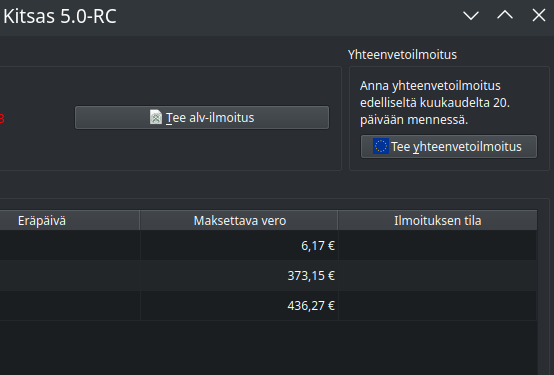 Kitsas 5.0-RC
Yhteenvetoilmoitus
Anna yhteenvetoilmoitus
edelliseltä kuukaudelta 20.
päivään mennessä.
3
Tee alv-ilmoitus
Tee yhteenvetoilmoitus
Eräpäivä Maksettava vero Ilmoituksen tila
6,17 €
373,15 €
436,27 €